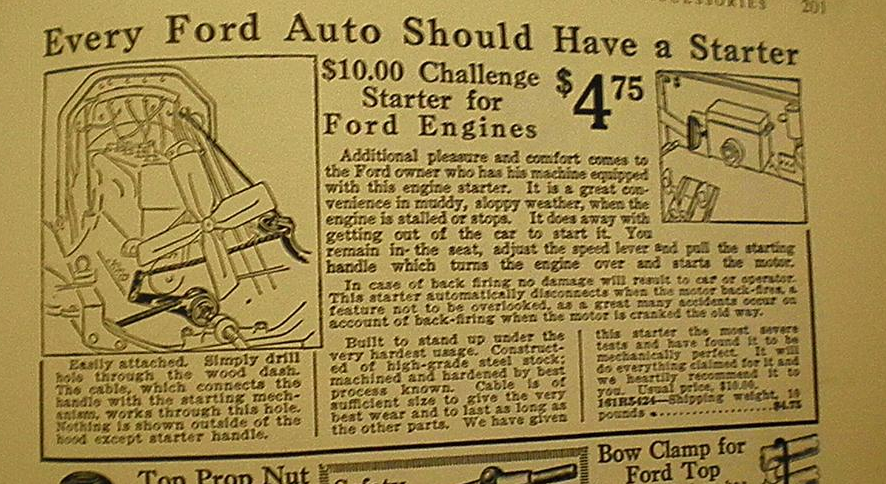 ACCESSORIES 201
Every Ford Auto Should Have a Starter
$10.00 Challenge
Starter for
Ford Engines
$4 75
Additional pleasure and comfort comes to
the Ford owner who has his machine equipped
with this engine starter. It is a great con-
venience in muddy, sloppy weather, when the
engine is stalled or stops. It does away with
getting out of the car to start it. You
remain in the seat, adjust the speed lever and pull the starting
handle which turns the engine over and starts the motor.
In case of back firing no damage will result to car or operator.
This starter automatically disconnects when the motor back-fires, a
feature not to be overlooked, as a great many accidents occur on
account of back-firing when the motor is cranked the old way.
Easily attached. Simply drill
hole through the wood dash.
The cable, which connects the
handle with the starting mech-
anism, works through this hole.
Nothing is shown outside of the
hood except starter handle.
Built to stand up under the
very hardest usage. Construct-
ed of high-grade steel stock;
machined and hardened by best
process known. Cable is of
sufficient size to give the very
best wear and to last as long as
the other parts. We have given
this starter the most severe
tests and have found it to be
mechanically perfect. It will
do everything claimed for it and
we heartily recommend it to
you. Usual price, $10.00.
161R5424—Shipping weight, 10
pounds $4.75
Top Prop Nut
Safety
Bow Clamp for
Ford Top